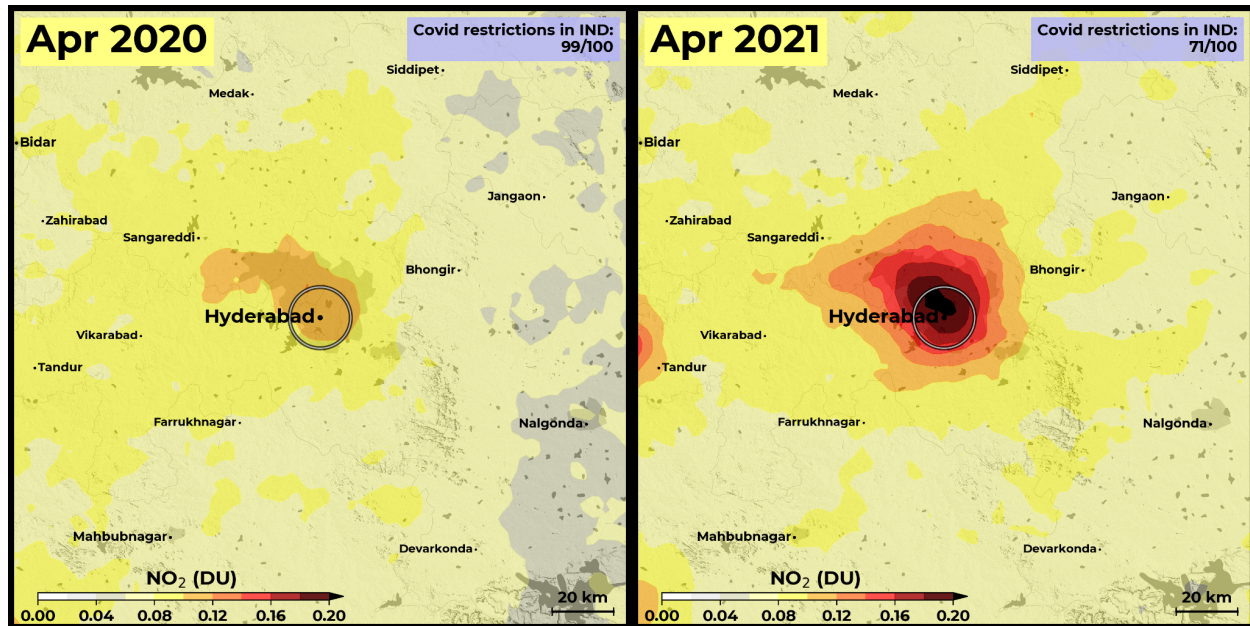 Apr 2020
Covid restrictions in IND:
99/100
Siddipet
Medak
Bidar
Jangaon
Zahirabad
Sangareddi
Bhongir
Hyderabad
Vikarabad
Tandur
Farrukhnagar
Nalgonda
Mahbubnagar
Devarkonda
NO₂ (DU)
20 km
0.00 0.04 0.08 0.12 0.16 0.20
Apr 2021
Covid restrictions in IND:
71/100
Siddipet
Medak
Bidar
Jangaon
Zahirabad
Sangareddi
Bhongir
Hyderabad
Vikarabad
Tandur
Farrukhnagar
Nalgonda
Mahbubnagar
Devarkonda
NO₂ (DU)
20 km
0.00 0.04 0.08 0.12 0.16 0.20